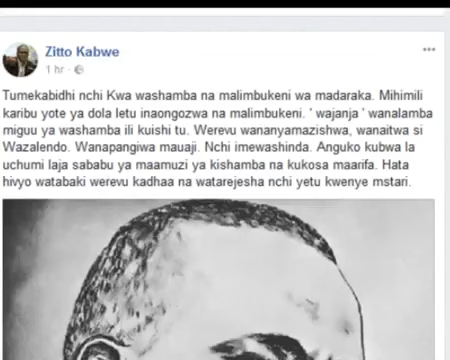 Zitto Kabwe
1 hr
Tumekabidhi nchi Kwa washamba na malimbukeni wa madaraka. Mihimili
karibu yote ya dola letu inaongozwa na malimbukeni. ' wajanja ' wanalamba
miguu ya washamba ili kuishi tu. Werevu wananyamazishwa, wanaitwa si
Wazalendo. Wanapangiwa mauaji. Nchi imewashinda. Anguko kubwa la
uchumi laja sababu ya maamuzi ya kishamba na kukosa maarifa. Hata
hivyo watabaki werevu kadhaa na watarejesha nchi yetu kwenye mstari.